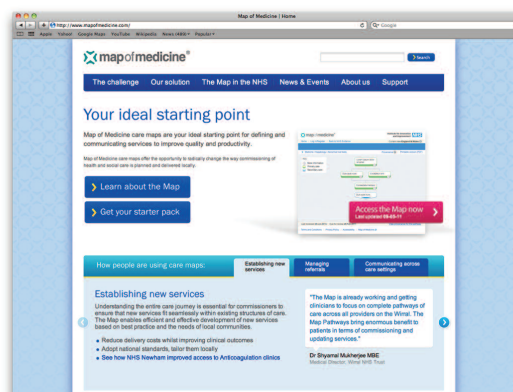 Map of Medicine | Home
http://www.mapofmedicine.com/
Google
Apple Yahoo! Google Maps YouTube Wikipedia News (480) Popular
mapofmedicine®
Search
The challenge Our solution The Map in the NHS News & Events About us Support
Your ideal starting point
Map of Medicine care maps are your ideal starting point for defining and
communicating services to improve quality and productivity.
Map of Medicine care maps offer the opportunity to radically change the way commissioning of
health and social care is planned and delivered locally.
Learn about the Map
Get your starter pack
map of medicine
NHS
Access the Map now
Last updated 09-03-11
How people are using care maps:
Establishing new
services
Managing
referrals
Communicating across
care settings
Establishing new services
Understanding the entire care journey is essential for commissioners to
ensure that new services fit seamlessly within existing structures of care.
The Map enables efficient and effective development of new services
based on best practice and the needs of local communities.
Reduce delivery costs whilst improving clinical outcomes
Adopt national standards, tailor them locally
See how NHS Newham improved access to Anticoagulation clinics
"The Map is already working and getting
clinicians to focus on complete pathways of
care across all providers on the Wirral. The
Map Pathways bring enormous benefit to
patients in terms of commissioning and
updating services."
Dr Shyamal Mukherjee MBE
Medical Director, Wirral NHS Trust